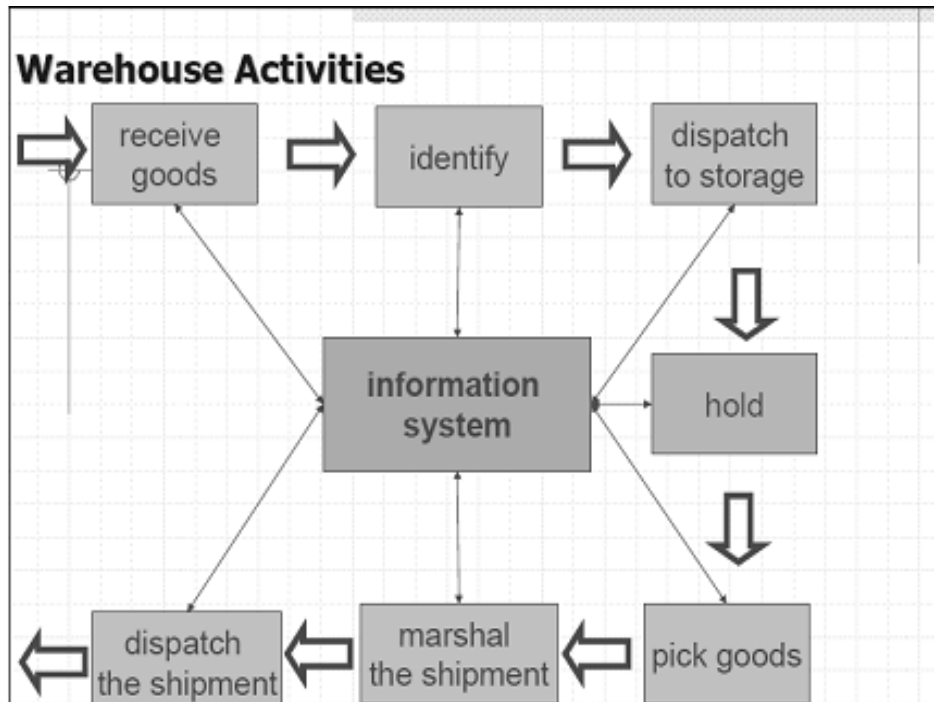 Warehouse Activities
receive
goods
identify
dispatch
to storage
information
system
hold
dispatch
the shipment
marshal
the shipment
pick goods